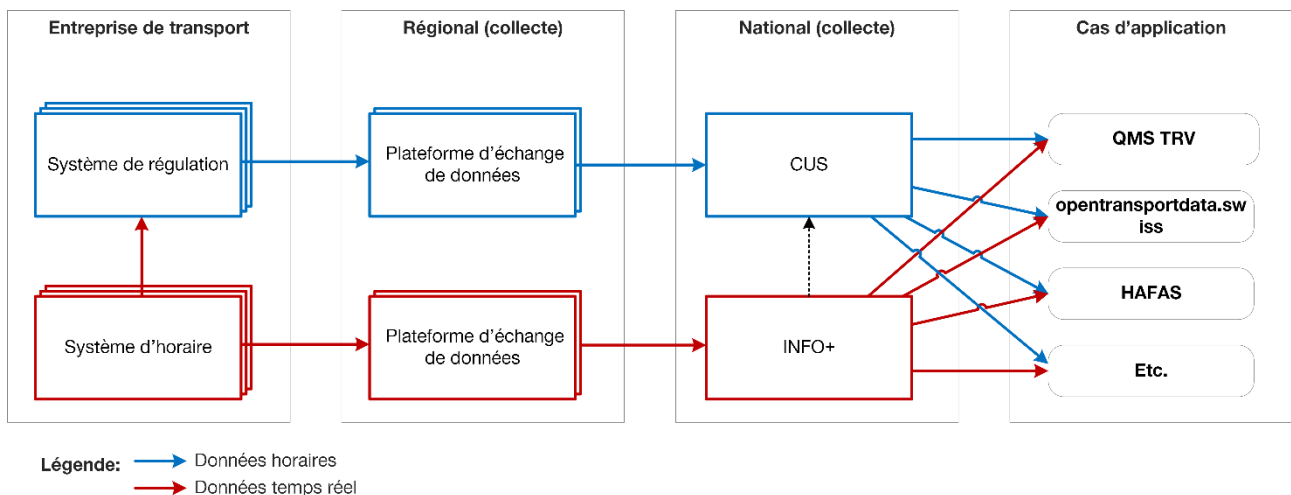 Entreprise de transport
Régional (collecte)
National (collecte)
Cas d'application
Système de régulation
Plateforme d'échange
de données
CUS
QMS TRV
opentransportdata.sw
iss
HAFAS
Système d'horaire
Plateforme d'échange
de données
INFO+
Etc.
Légende:
Données horaires
Données temps réel